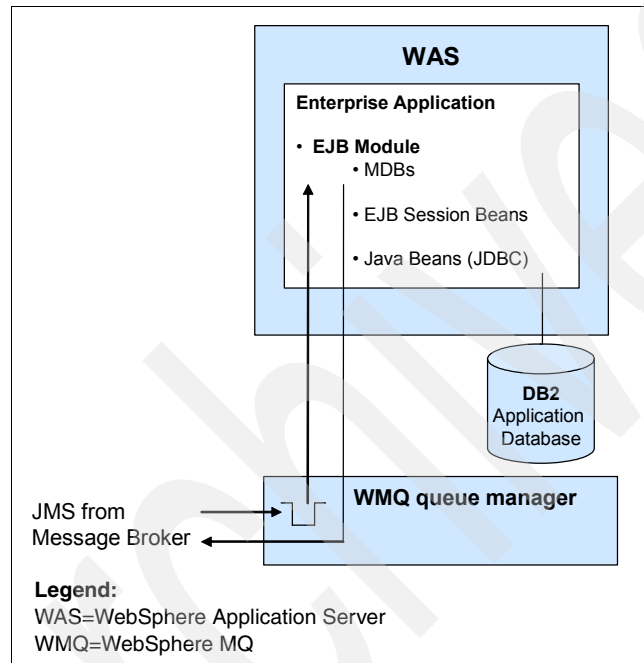 WAS
Enterprise Application
• EJB Module
• MDBs
• EJB Session Beans
• Java Beans (JDBC)
DB2
Application
Database
WMQ queue manager
JMS from
Message Broker
Legend:
WAS=WebSphere Application Server
WMQ=WebSphere MQ